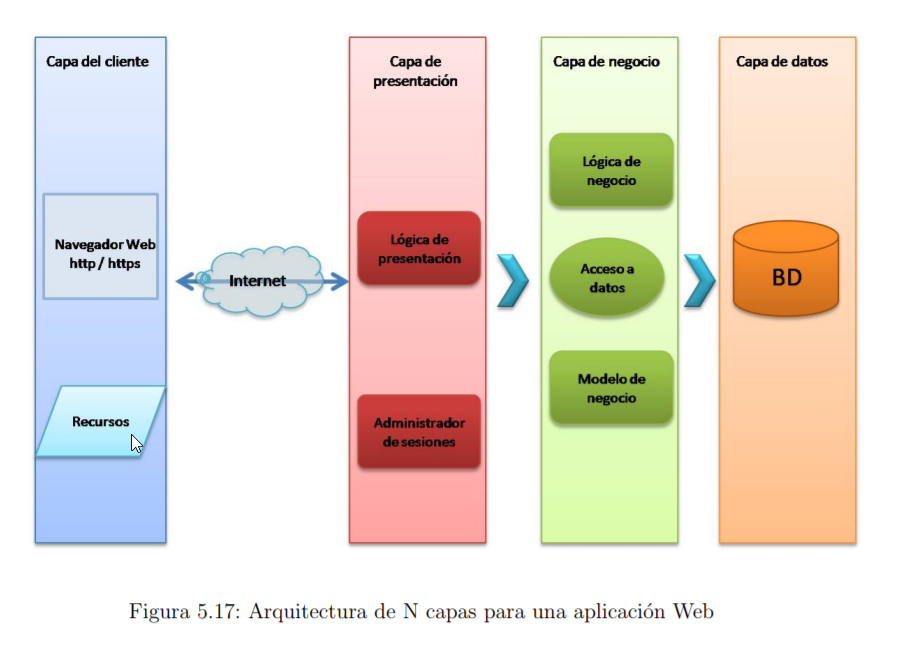 Capa del cliente
Navegador Web
http / https
Recursos
Internet
Capa de
presentación
Lógica de
presentación
Administrador
de sesiones
Capa de negocio
Lógica de
negocio
Acceso a
datos
Modelo de
negocio
Capa de datos
BD
Figura 5.17: Arquitectura de N capas para una aplicación Web